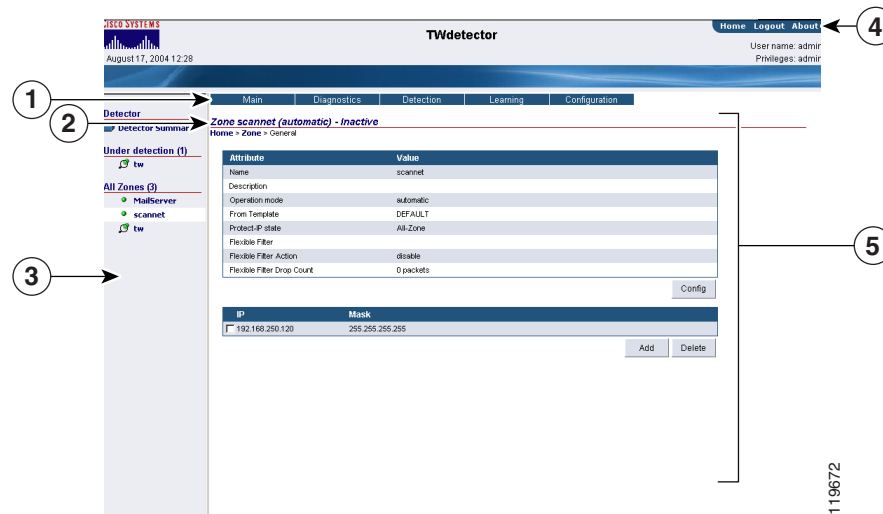 CISCO SYSTEMS
TWdetector
Home Logout About
4
User name: admin
August 17, 2004 12:28
Privileges: admin
1
Main Diagnostics Detection Learning Configuration
Detector
2
Zone scannet (automatic) - Inactive
Detector Summar
Home > Zone > General
Under detection (1)
tw
Attribute Value
Name scannet
Description
All Zones (3)
MailServer
Operation mode automatic
scannet
From Template DEFAULT
tw
Protect-IP state All-Zone
Flexible Filter
5
Flexible Filter Action disable
3
Flexible Filter Drop Count 0 packets
Config
IP Mask
192.168.250.120 255.255.255.255
Add Delete
119672